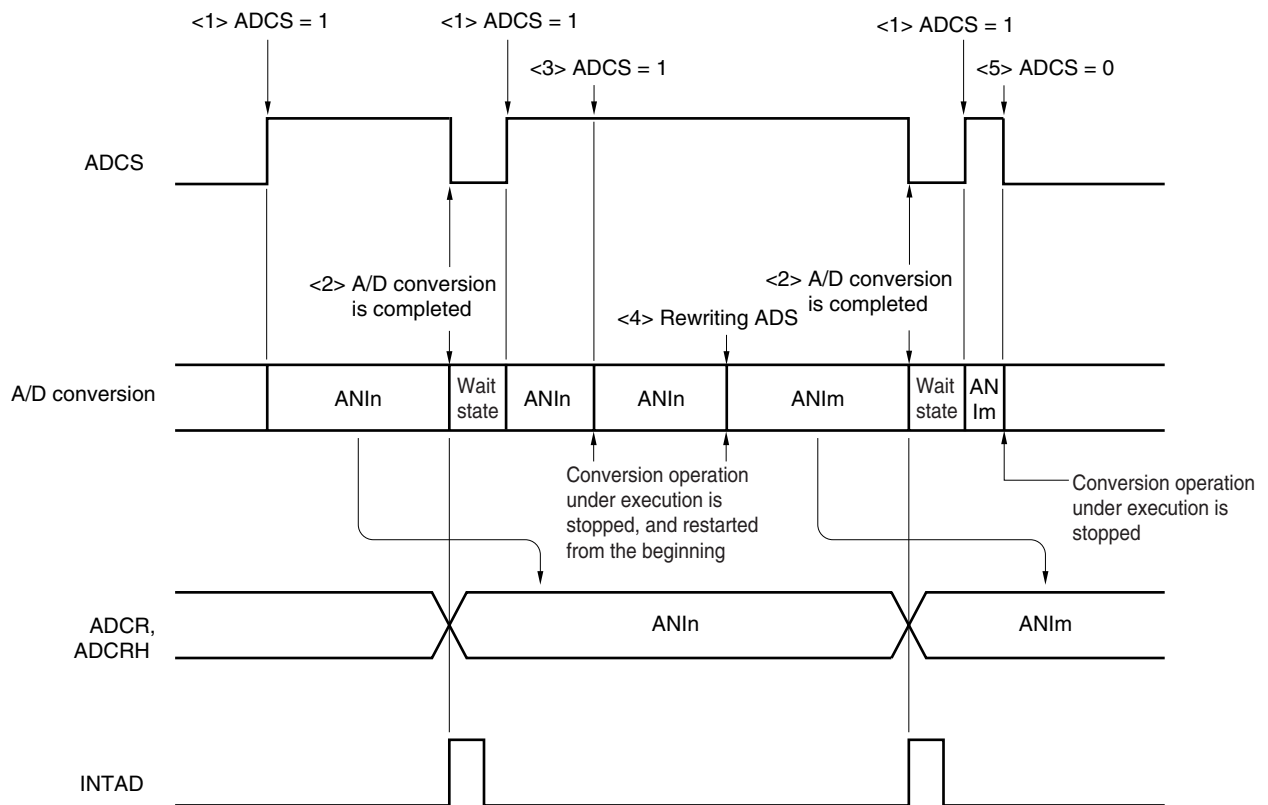 <1> ADCS = 1
<1> ADCS = 1
<1> ADCS = 1
<3> ADCS = 1
<5> ADCS = 0
ADCS
<2> A/D conversion
is completed
<2> A/D conversion
is completed
<4> Rewriting ADS
A/D conversion
ANIn
Wait
state
ANIn
ANIn
ANIm
Wait
state
AN
Im
Conversion operation
under execution is
stopped, and restarted
from the beginning
Conversion operation
under execution is
stopped
ADCR,
ADCRH
ANIn
ANIm
INTAD